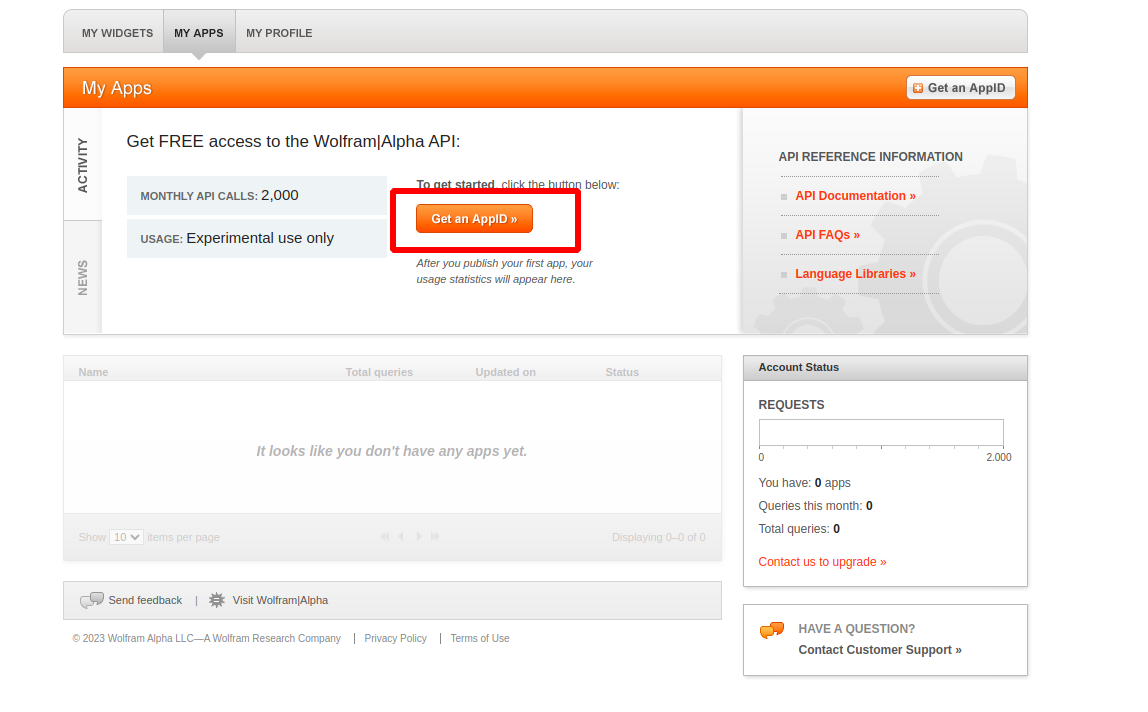 MY WIDGETS
MY APPS
MY PROFILE
My Apps
Get an AppID
ACTIVITY
NEWS
Get FREE access to the Wolfram|Alpha API:
MONTHLY API CALLS: 2,000
USAGE: Experimental use only
To get started, click the button below:
Get an AppID »
After you publish your first app, your
usage statistics will appear here.
API REFERENCE INFORMATION
API Documentation »
API FAQs »
Language Libraries »
Name
Total queries
Updated on
Status
It looks like you don't have any apps yet.
Show 10 items per page
Displaying 0–0 of 0
Account Status
REQUESTS
0
2.000
You have: 0 apps
Queries this month: 0
Total queries: 0
Contact us to upgrade »
Send feedback | Visit Wolfram|Alpha
HAVE A QUESTION?
Contact Customer Support »
© 2023 Wolfram Alpha LLC—A Wolfram Research Company | Privacy Policy | Terms of Use